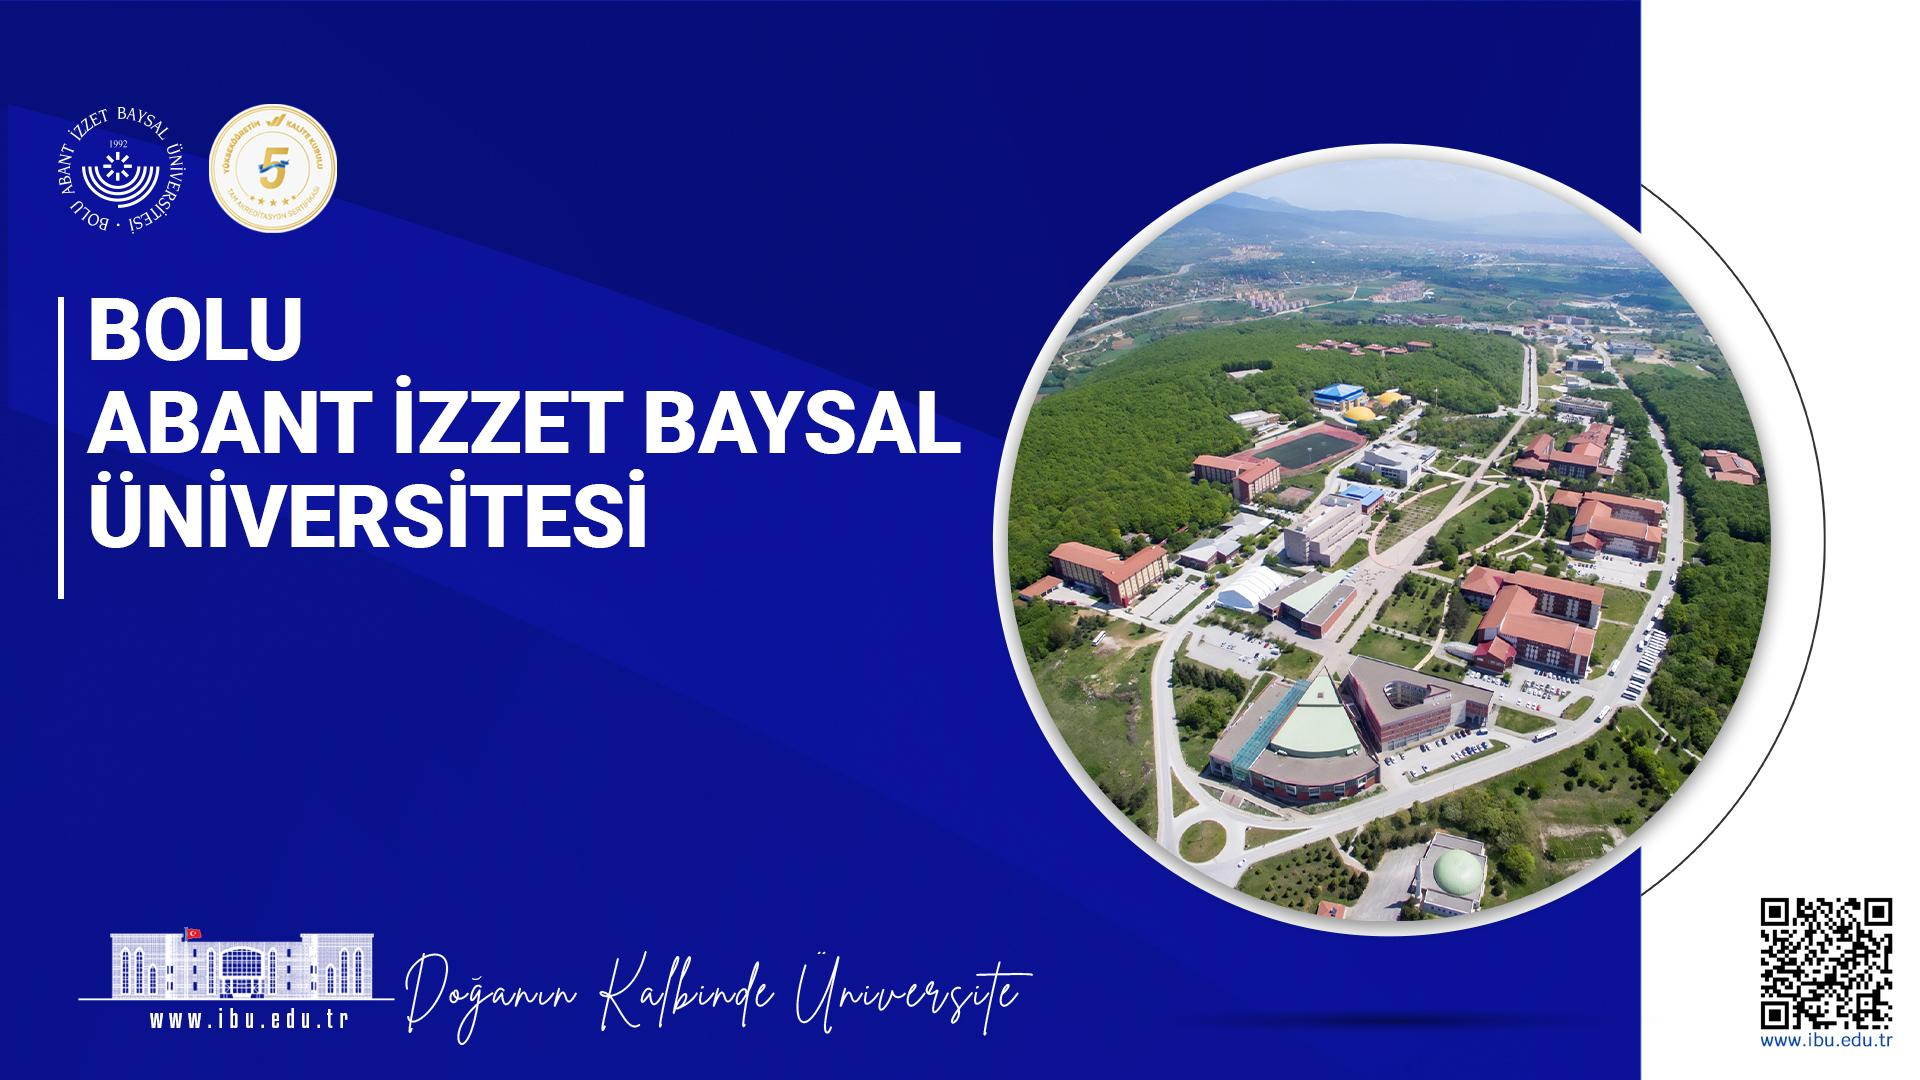 BOLU ABANT İZZET BAYSAL ÜNİVERSİTESİ
1992
YÜKSEKÖĞRETİM KALİTE KURULU
5
TAM AKREDİTASYON SERTİFİKASI
BOLU
ABANT İZZET BAYSAL
ÜNİVERSİTESİ
www.ibu.edu.tr
Doğanın Kalbinde Üniversite
www.ibu.edu.tr